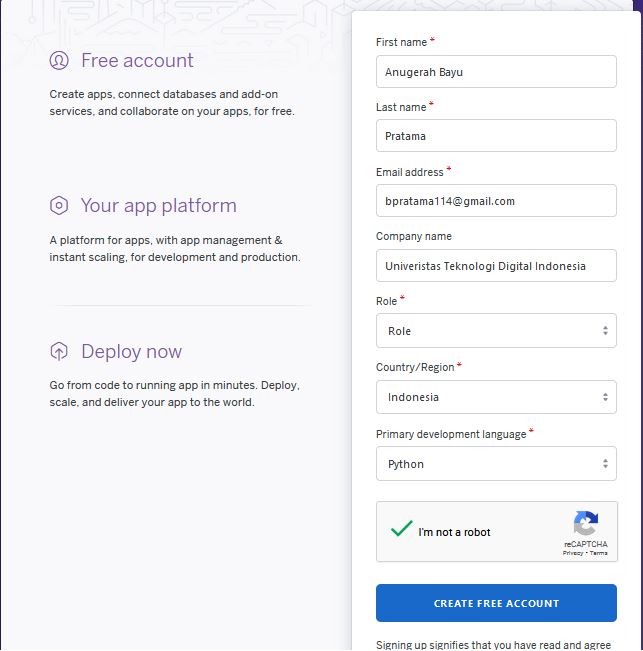 Free account
Create apps, connect databases and add-on
services, and collaborate on your apps, for free.
Your app platform
A platform for apps, with app management &
instant scaling, for development and production.
Deploy now
Go from code to running app in minutes. Deploy,
scale, and deliver your app to the world.
First name *
Anugerah Bayu
Last name *
Pratama
Email address *
bpratama114@gmail.com
Company name
Univeristas Teknologi Digital Indonesia
Role *
Role
Country/Region *
Indonesia
Primary development language *
Python
I'm not a robot
reCAPTCHA
Privacy • Terms
CREATE FREE ACCOUNT
Signing up signifies that you have read and agree